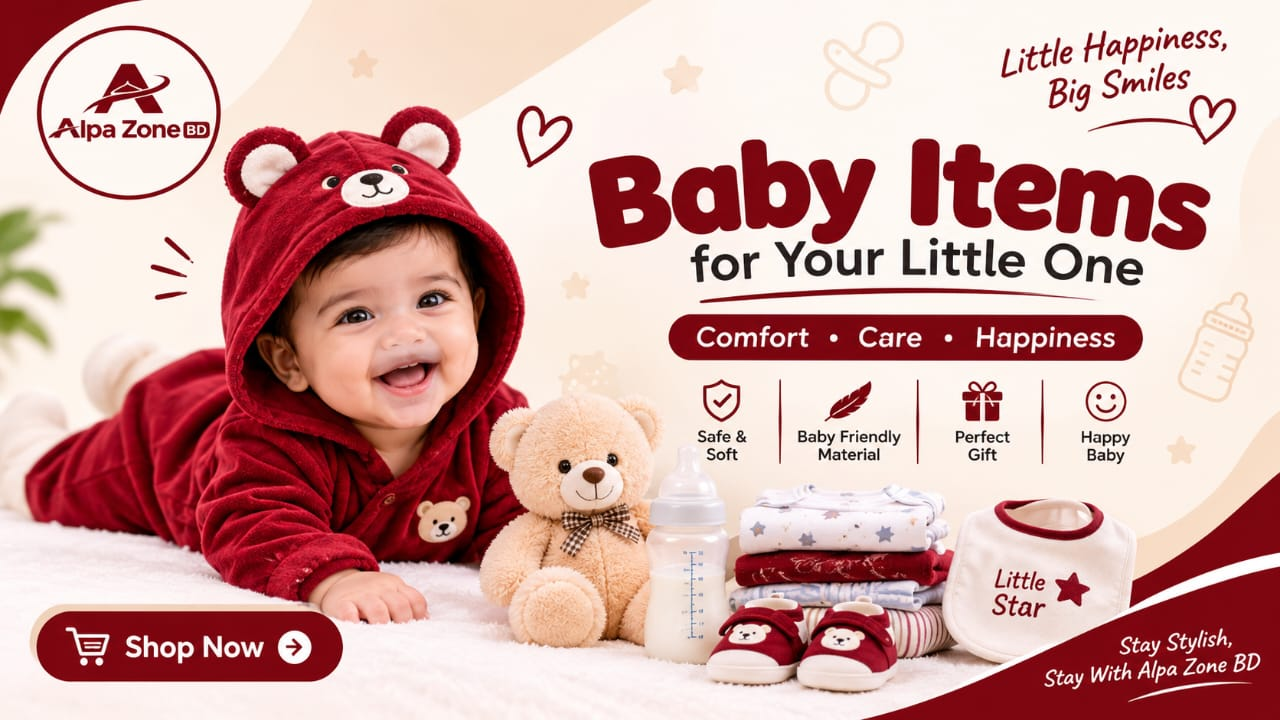 Alpa Zone BD
Little Happiness,
Big Smiles
Baby Items
for Your Little One
Comfort • Care • Happiness
Safe &
Soft
Baby Friendly
Material
Perfect
Gift
Happy
Baby
Little
Star
Shop Now
Stay Stylish,
Stay With Alpa Zone BD